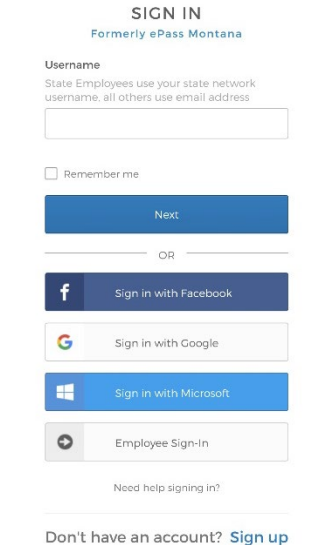 SIGN IN
Formerly ePass Montana
Username
State Employees use your state network
username, all others use email address
Remember me
Next
OR
Sign in with Facebook
Sign in with Google
Sign in with Microsoft
Employee Sign-In
Need help signing in?
Don't have an account? Sign up